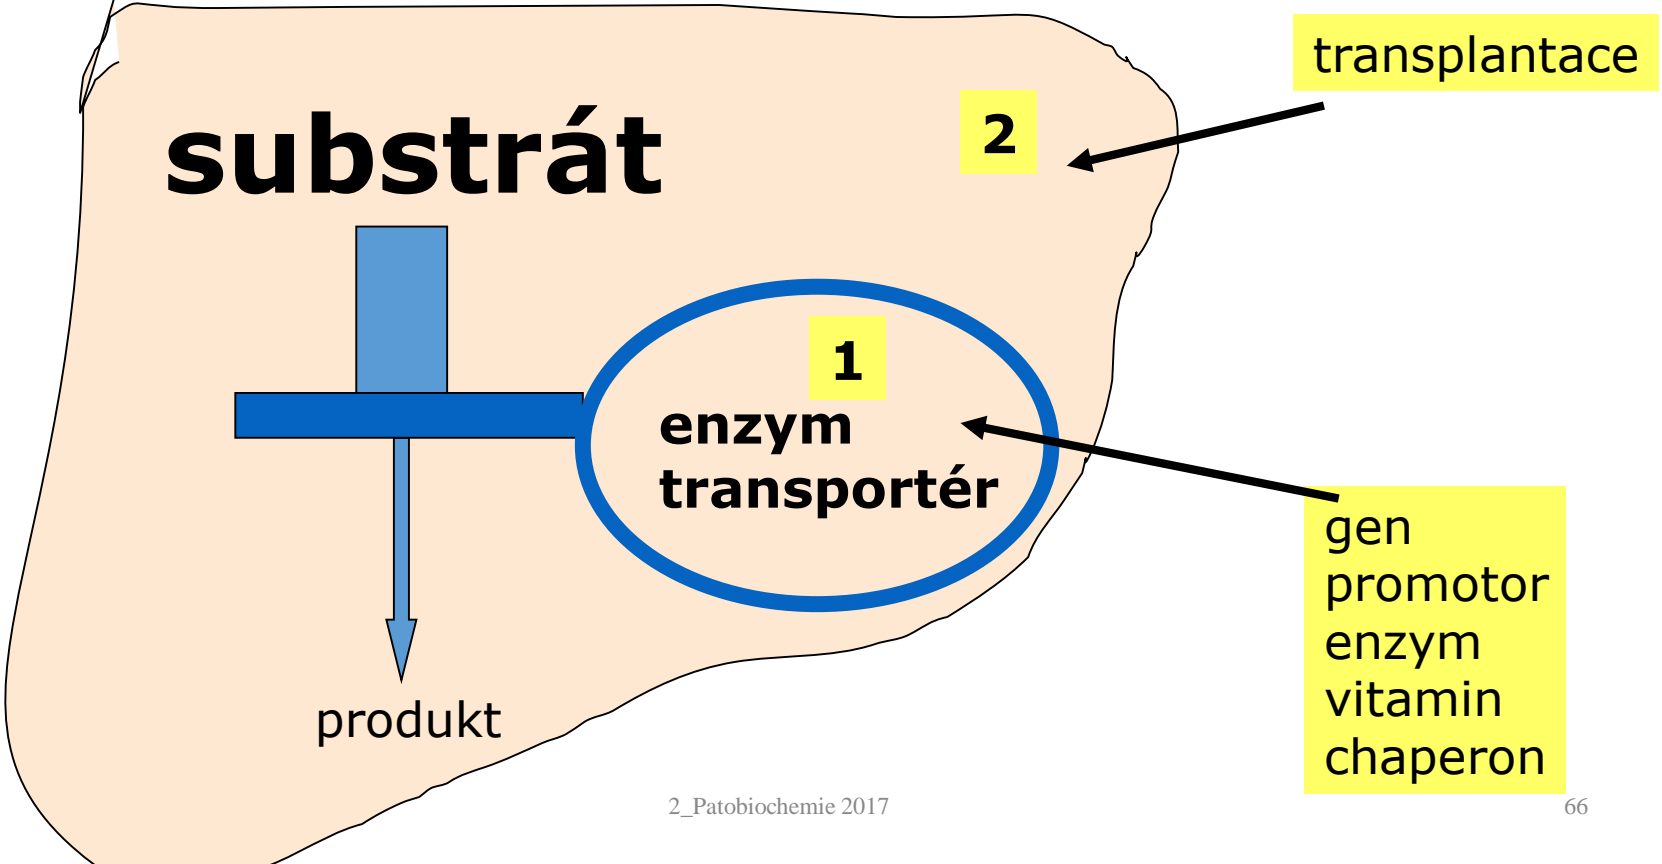 transplantace
2
substrát
1
enzym
transportér
gen
promotor
enzym
vitamin
chaperon
produkt
2_Patobiochemie 2017
66